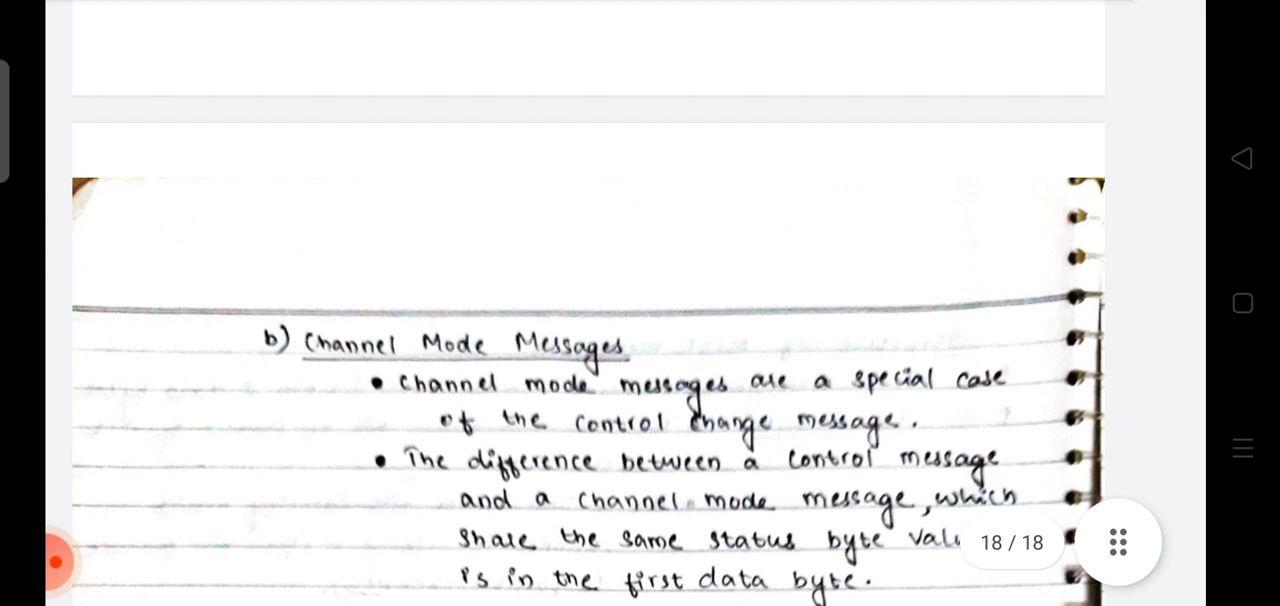 b) Channel Mode Messages
• Channel mode messages are a special case
of the control change message.
• The difference between a control message
and a channel mode message, which
share the same status byte
is in the first data byte.
18 / 18